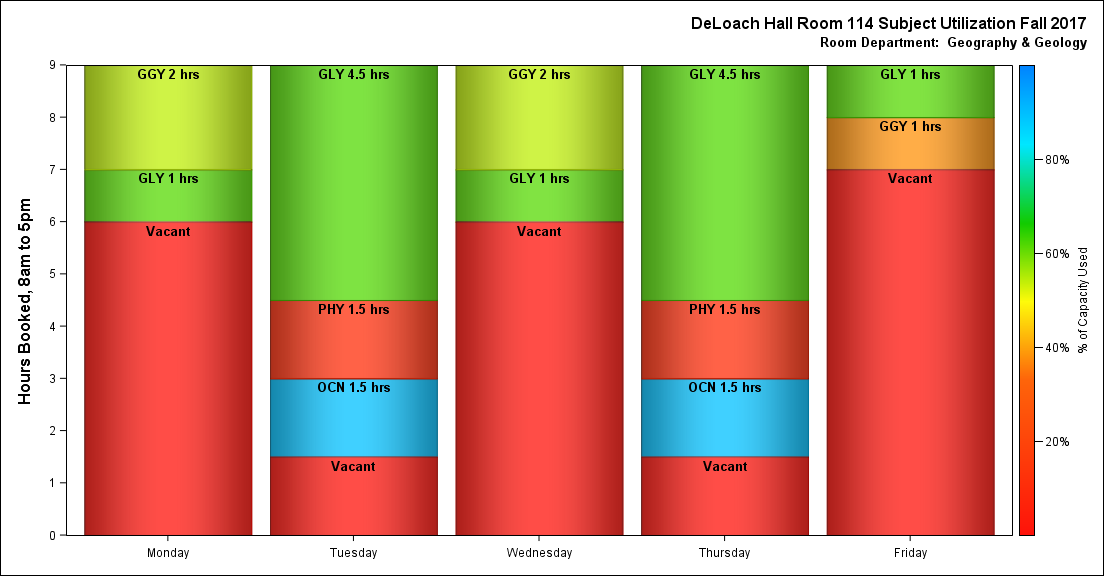 DeLoach Hall Room 114 Subject Utilization Fall 2017
Room Department: Geography & Geology
Hours Booked, 8am to 5pm
9
8
7
6
5
4
3
2
1
0
GGY 2 hrs
GLY 1 hrs
Vacant
Monday
GLY 4.5 hrs
PHY 1.5 hrs
OCN 1.5 hrs
Vacant
Tuesday
GGY 2 hrs
GLY 1 hrs
Vacant
Wednesday
GLY 4.5 hrs
PHY 1.5 hrs
OCN 1.5 hrs
Vacant
Thursday
GLY 1 hrs
GGY 1 hrs
Vacant
Friday
80%
60%
40%
20%
% of Capacity Used